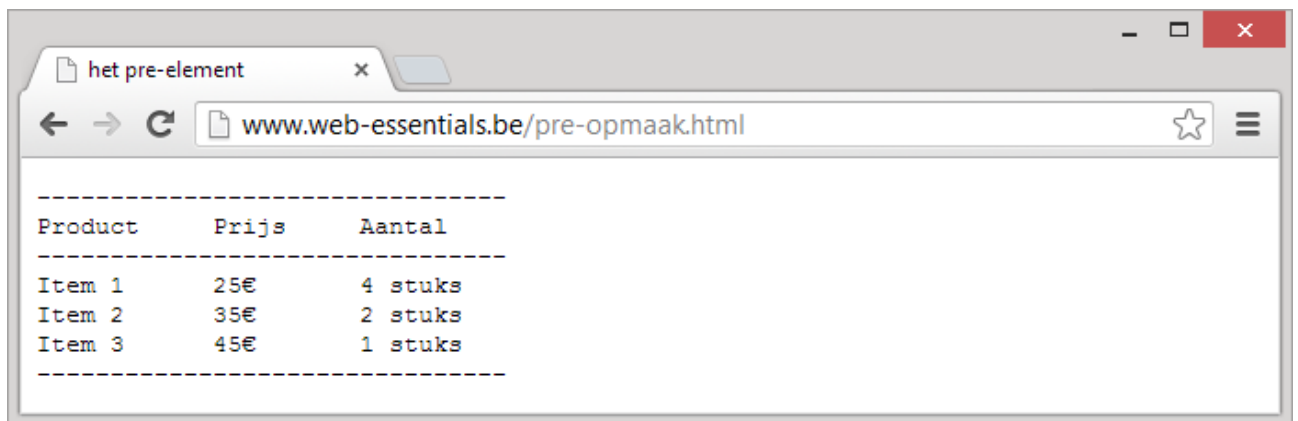 het pre-element
www.web-essentials.be/pre-opmaak.html
--------------------------------
Product     Prijs     Aantal
--------------------------------
Item 1      25€       4 stuks
Item 2      35€       2 stuks
Item 3      45€       1 stuks
--------------------------------